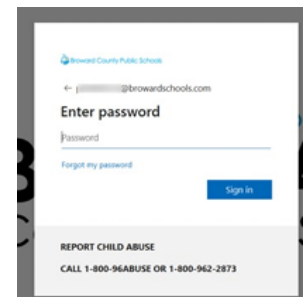 Broward County Public Schools
@browardschools.com
Enter password
Password
Forgot my password
Sign in
REPORT CHILD ABUSE
CALL 1-800-96ABUSE OR 1-800-962-2873